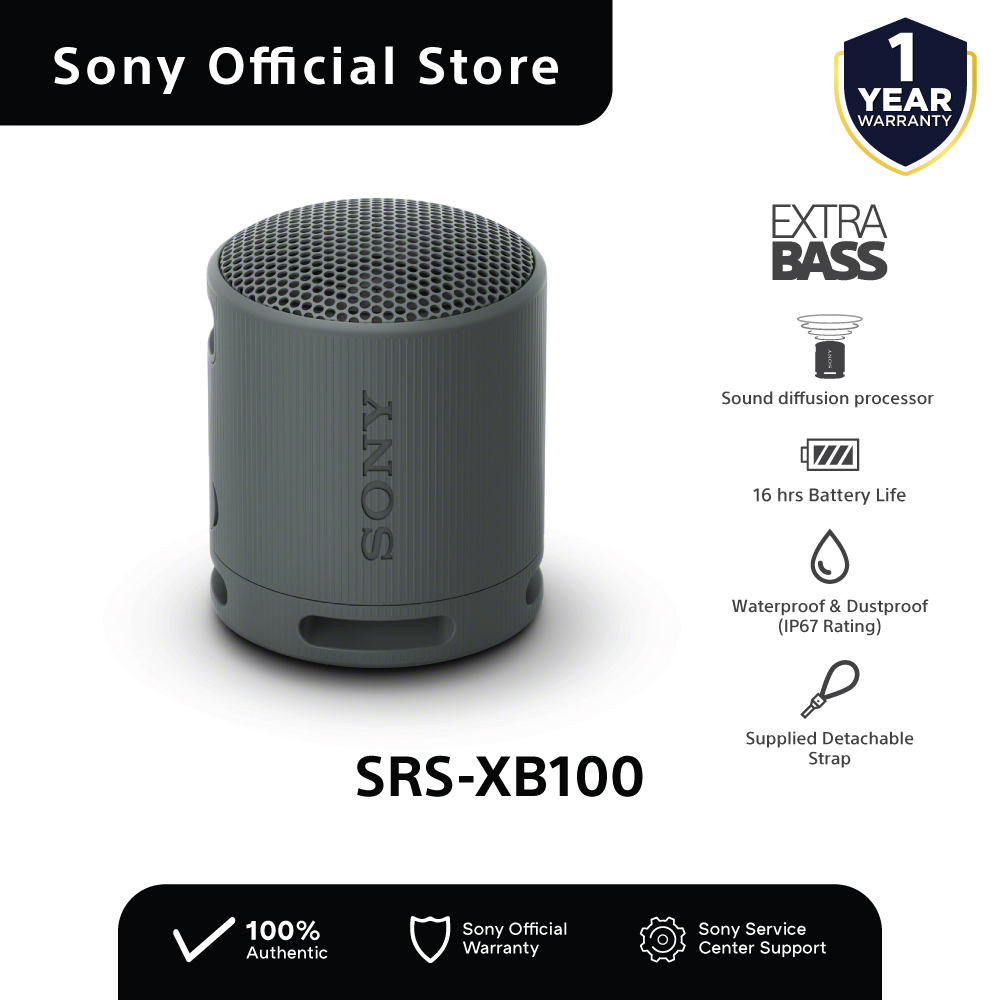 Sony Official Store
1
YEAR
WARRANTY
EXTRA
BASS
Sound diffusion processor
16 hrs Battery Life
Waterproof & Dustproof
(IP67 Rating)
Supplied Detachable
Strap
SONY
SONY
SRS-XB100
100%
Authentic
Sony Official
Warranty
Sony Service
Center Support